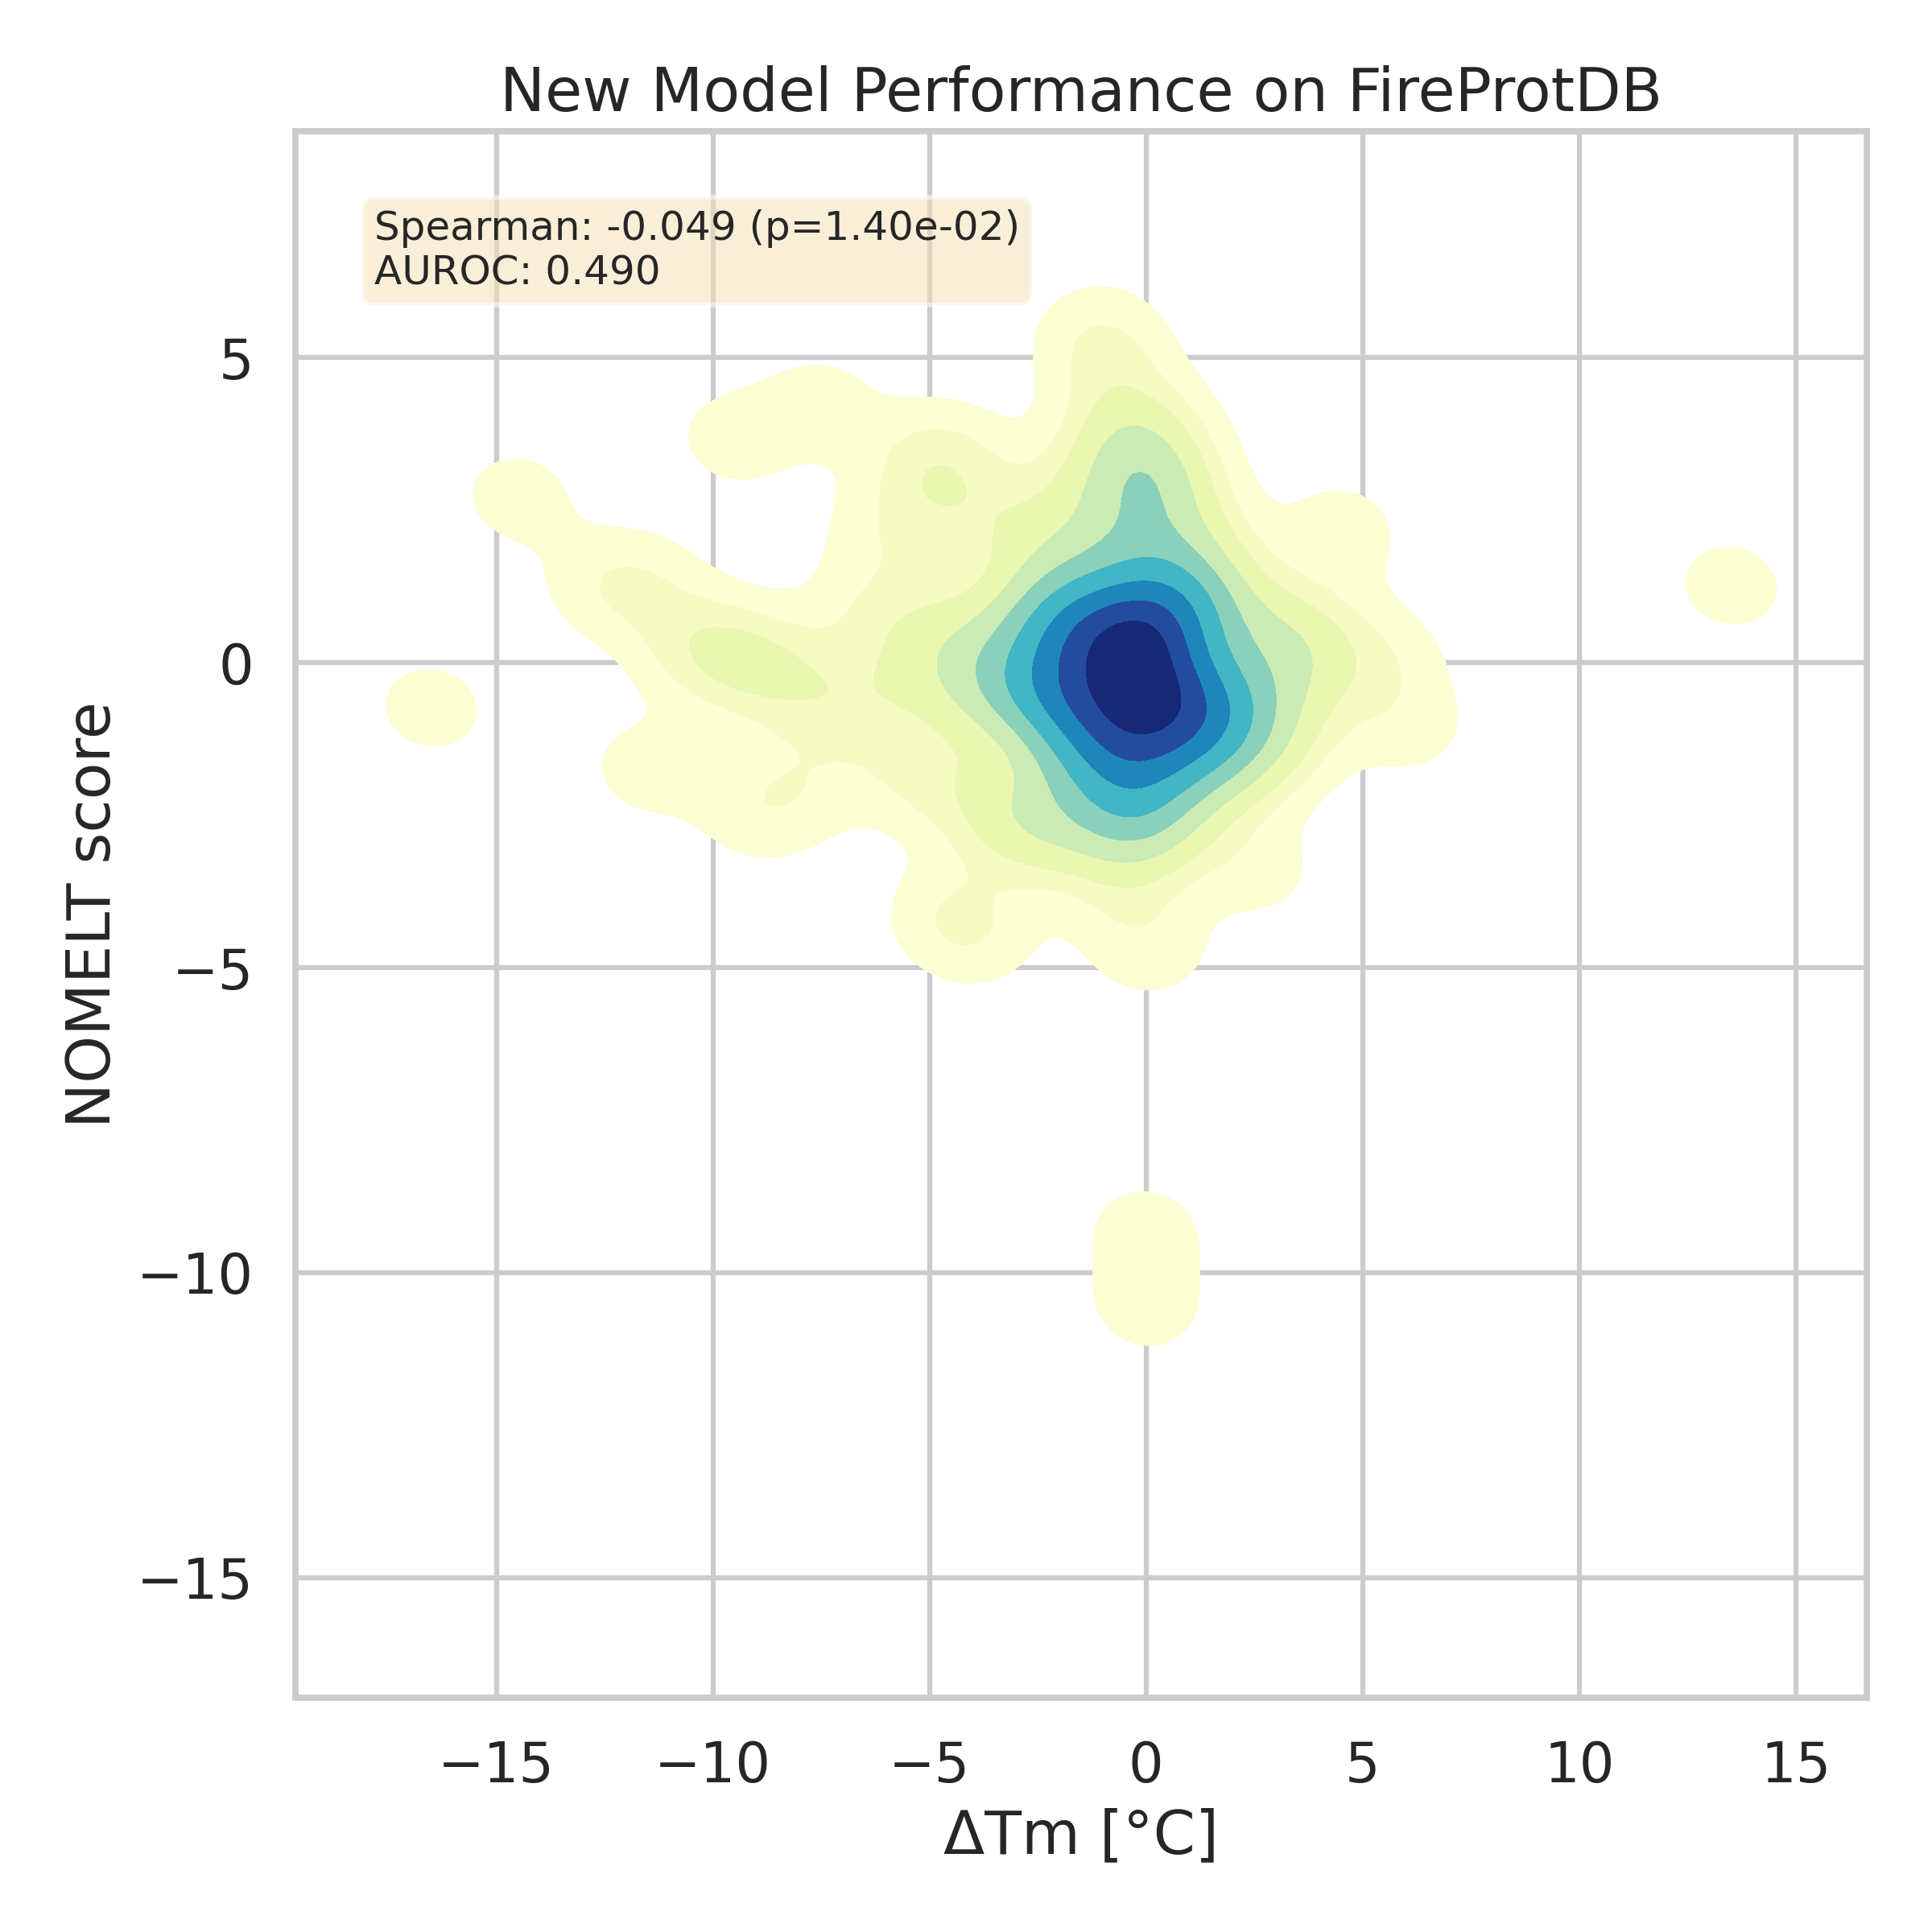 New Model Performance on FireProtDB
Spearman: -0.049 (p=1.40e-02)
AUROC: 0.490
5
0
−5
−10
−15
NOMELT score
−15
−10
−5
0
5
10
15
ΔTm [°C]